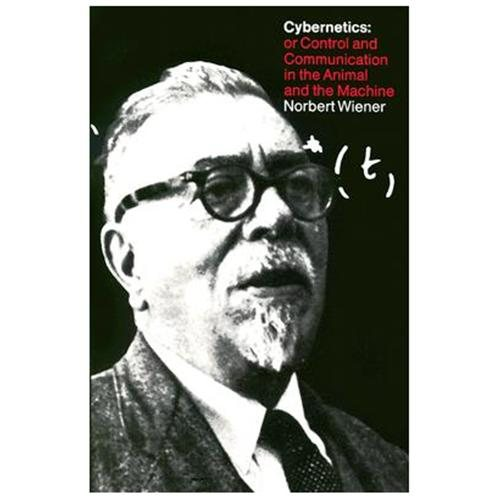 Cybernetics:
or Control and
Communication
in the Animal
and the Machine
Norbert Wiener
(t)